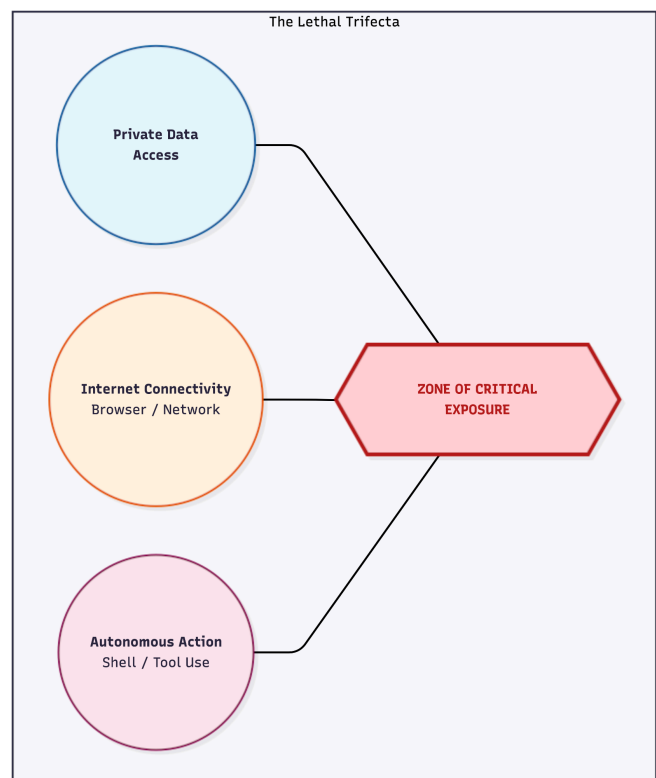 The Lethal Trifecta
Private Data
Access
Internet Connectivity
Browser / Network
ZONE OF CRITICAL
EXPOSURE
Autonomous Action
Shell / Tool Use